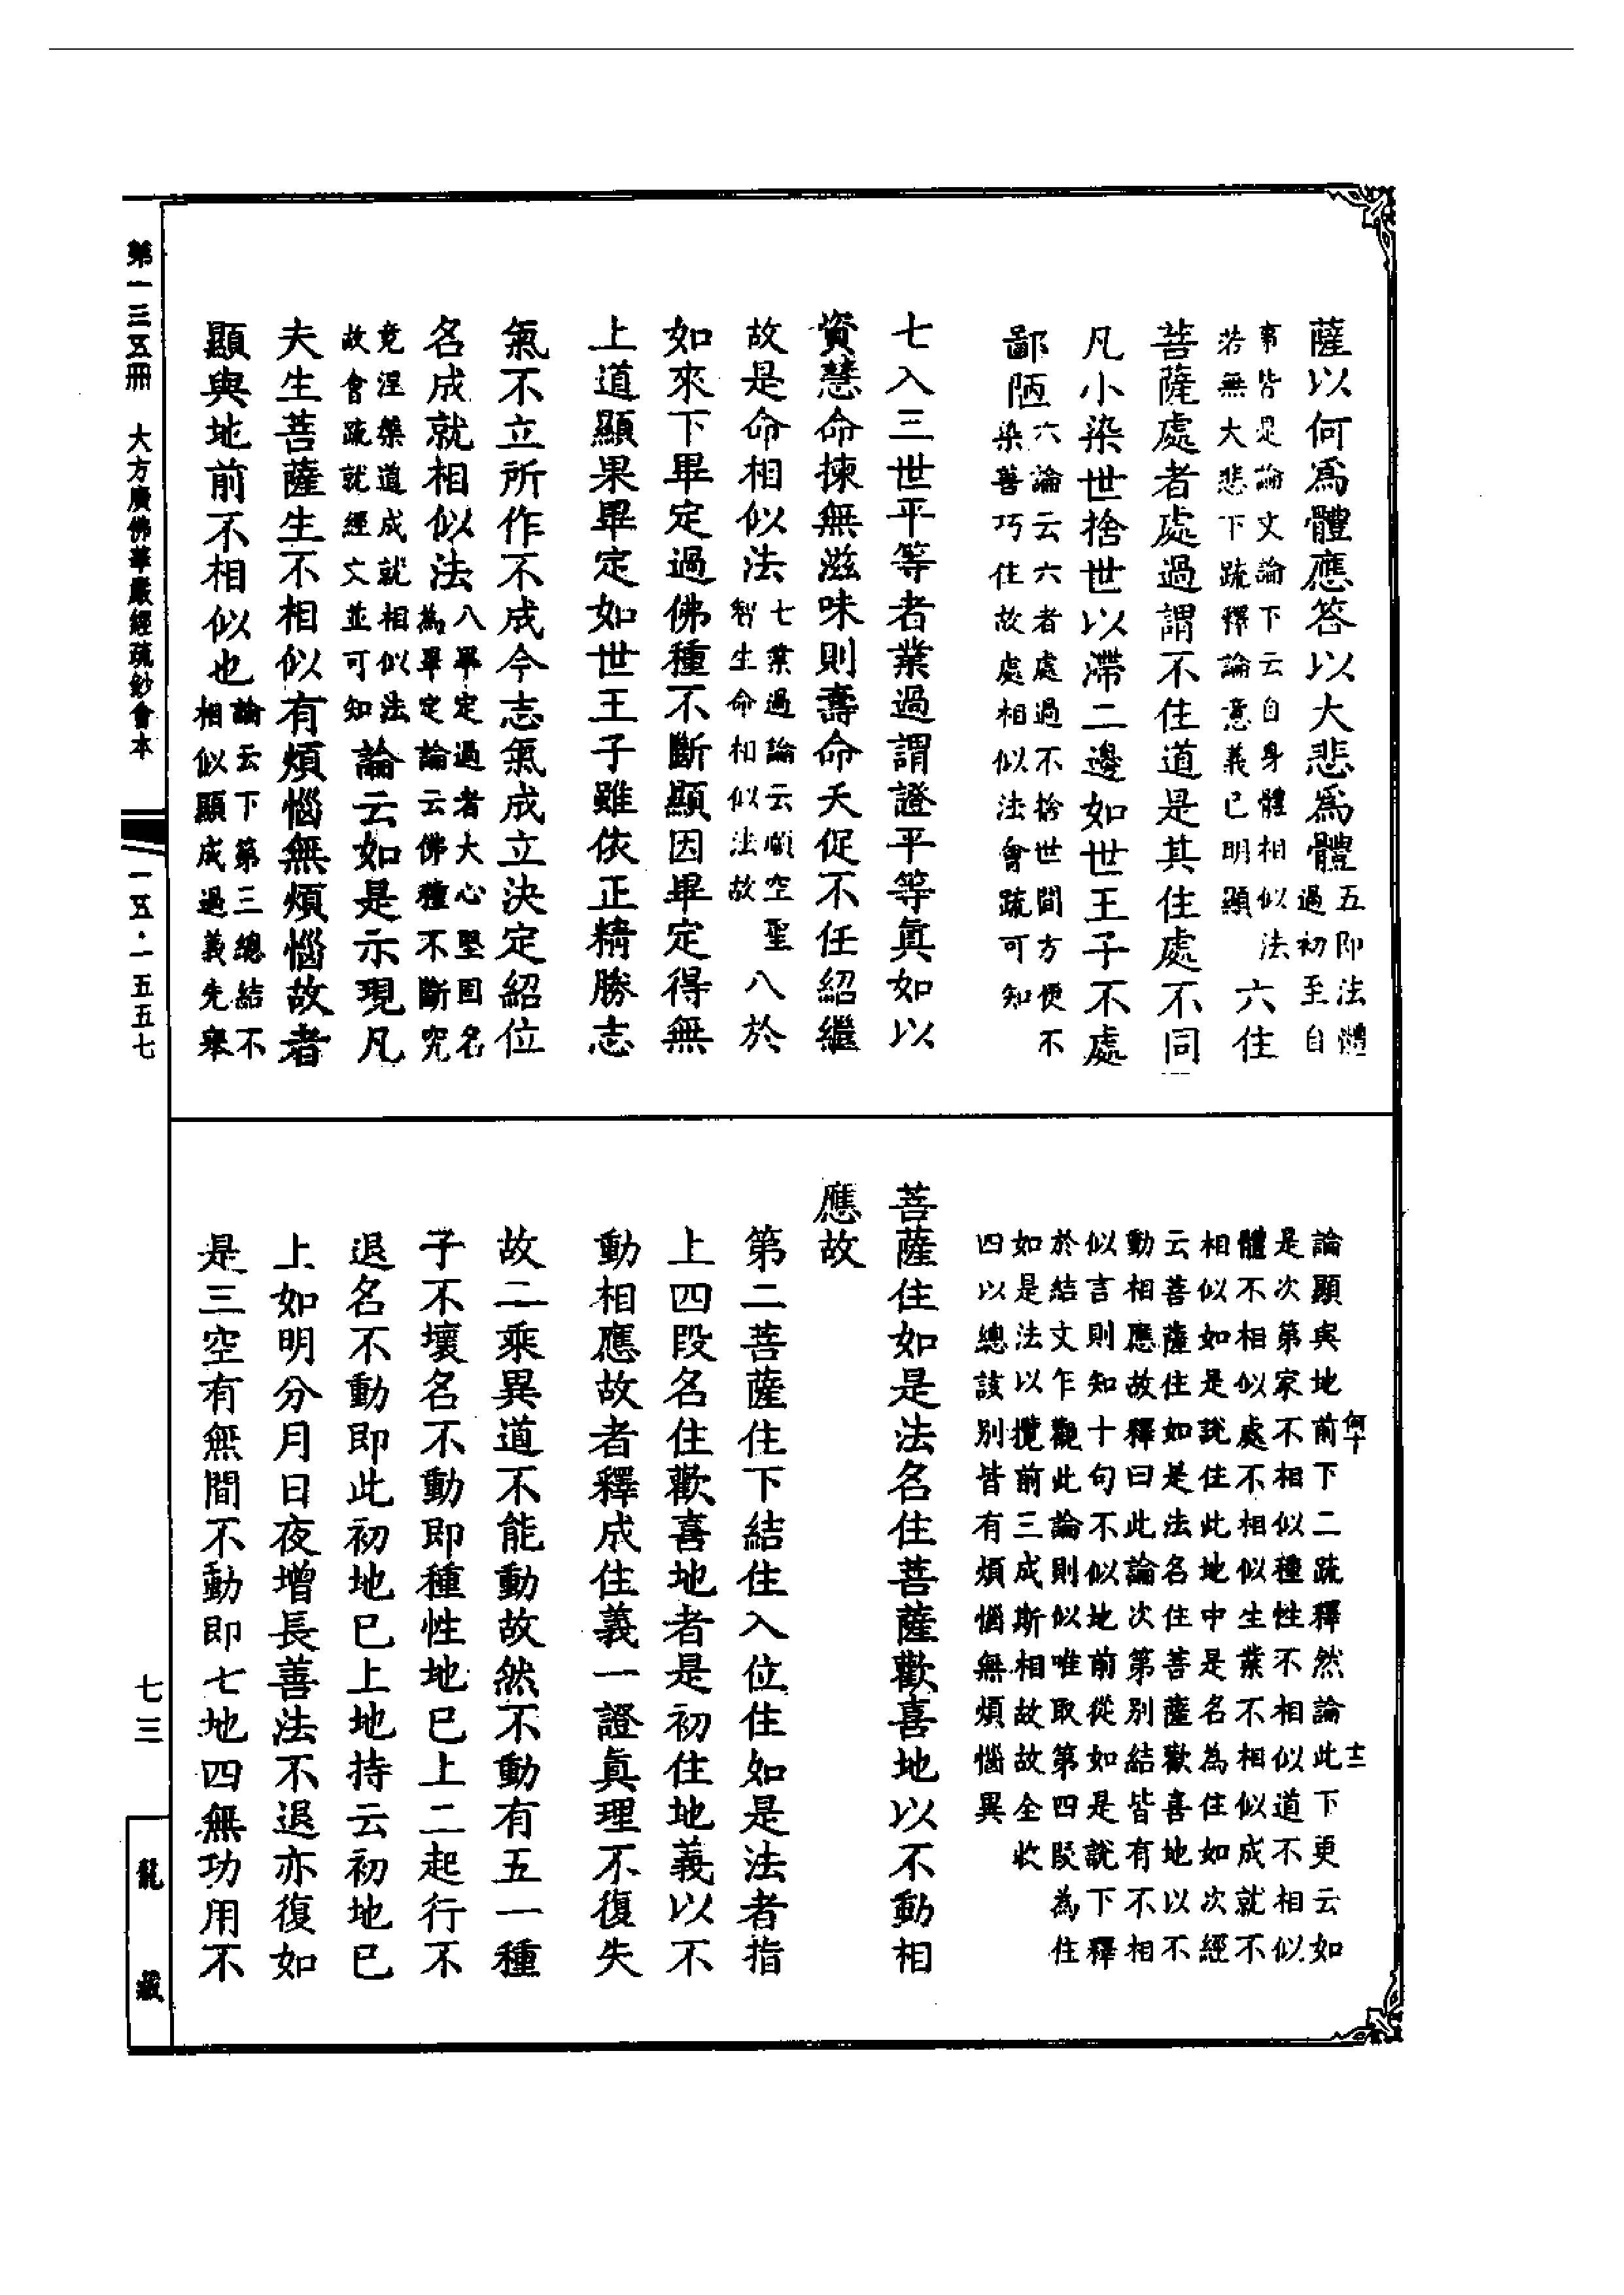 薩以何爲體應答以大悲爲體五即法體
過初至自
事皆是論文論下云自身體相似法
若無大悲下疏釋論意義已明顯
六住
菩薩處者處過謂不住道是其住處不同
凡小染世捨世以滯二邊如世王子不處
鄙陋六論云六者處過不捨世間方便不
染善巧住故處相似法會疏可知
七入三世平等者業過謂證平等眞如以
資慧命揀無滋味則壽命夭促不任紹繼
故是命相似法七業過論云空聖
智生命相似法故
八於
如來下畢定過佛種不斷顯因畢定得無
上道顯果畢定如世王子雖依正精勝志
氣不立所作不成今志氣成立決定紹位
名成就相似法八畢定過者大心堅固名
為畢定論云佛種不斷究
竟涅槃道成就相似法
故會疏就經文並可知
論云如是示現凡
夫生菩薩生不相似有煩惱無煩惱故者
顯與地前不相似也論云下第三總結不
相似顯成過義先舉
論顯與地前下二疏釋然論此下更云如
是次第家不相似種性不相似道不相似
體不相似處不相似生業不相似成就不
相似如是說住此地中是名為住如次經
云菩薩住如是法名住菩薩歡喜地以不
動相應故釋曰此論次第別結皆有不相
似言則知十句不似地前從如是說下釋
於結文乍觀此論則似唯取第四段為住
如是法以攬前三成斯相故故全收
四以總該別皆有煩惱無煩惱異
何十
十二
菩薩住如是法名住菩薩歡喜地以不動相
應故
第二菩薩住下結住入位住如是法者指
上四段名住歡喜地者是初住地義以不
動相應故者釋成住義一證眞理不復失
故二乘異道不能動故然不動有五一種
子不壞名不動即種性地已上二起行不
退名不動即此初地已上地持云初地已
上如明分月日夜增長善法不退亦復如
是三空有無間不動即七地四無功用不
第一三五冊　大方廣佛華嚴經疏鈔會本
一五·一五五七
七三
龍藏